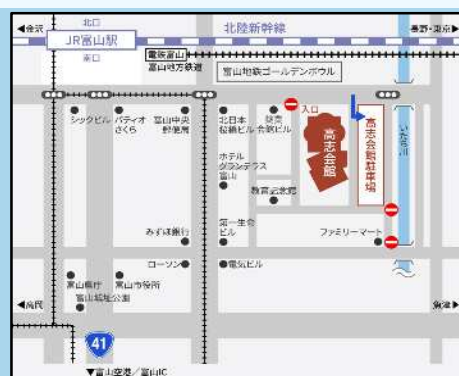 ◀金沢
北口
北陸新幹線
長野・東京▶
JR富山駅
南口
電鉄富山
富山地方鉄道
富山地鉄ゴールデンボウル
入口
シックビル
パティオ
さくら
富山中央
郵便局
北日本
桜橋ビル
会館ビル
高志会館
高志会館駐車場
いたち川
ホテル
グランテラス
富山
教育記念館
みずほ銀行
第一生命
ビル
ファミリーマート
ローソン
電気ビル
富山県庁
富山市役所
富山城址公園
◀高岡
魚津▶
41
▼富山空港／富山IC